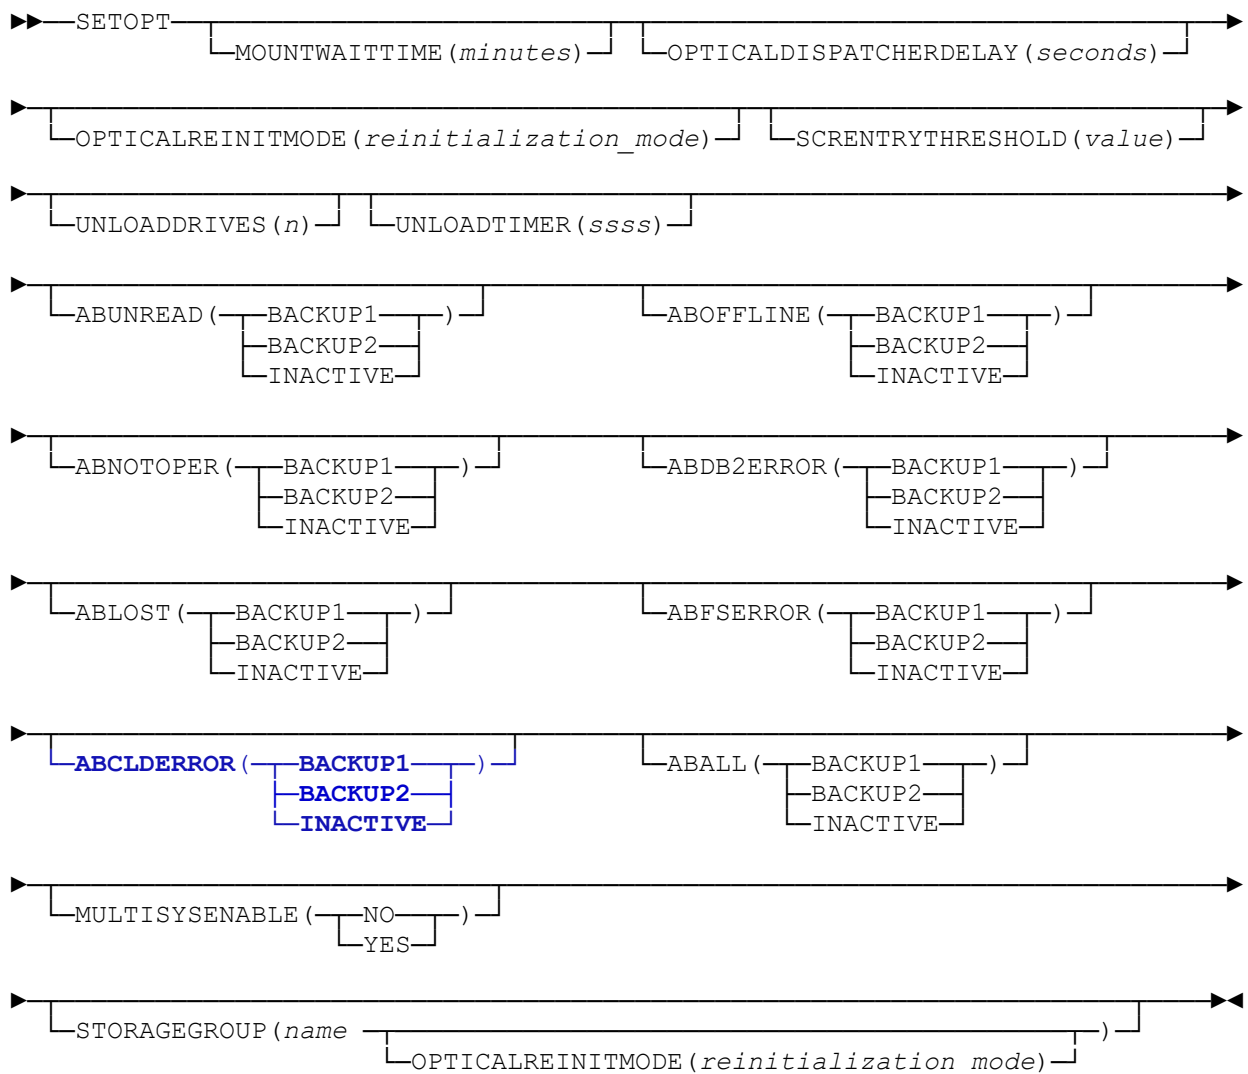 SETOPT
MOUNTWAITTIME(minutes) OPTICALDISPATCHERDELAY(seconds)
OPTICALREINITMODE(reinitialization_mode) SCRENTRYTHRESHOLD(value)
UNLOADDRIVES(n) UNLOADTIMER(ssss)
ABUNREAD( BACKUP1 ) ABOFFLINE( BACKUP1 )
BACKUP2 BACKUP2
INACTIVE INACTIVE
ABNOTOPER( BACKUP1 ) ABDB2ERROR( BACKUP1 )
BACKUP2 BACKUP2
INACTIVE INACTIVE
ABLOST( BACKUP1 ) ABFSERROR( BACKUP1 )
BACKUP2 BACKUP2
INACTIVE INACTIVE
ABCLDERROR( BACKUP1 ) ABALL( BACKUP1 )
BACKUP2 BACKUP2
INACTIVE INACTIVE
MULTISYSENABLE( NO )
YES
STORAGEGROUP(name )
OPTICALREINITMODE(reinitialization mode)